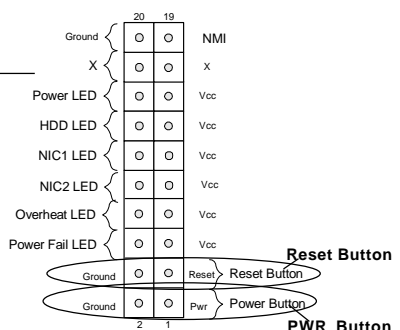 20 19
Ground NMI
X X
Power LED Vcc
HDD LED Vcc
NIC1 LED Vcc
NIC2 LED Vcc
Overheat LED Vcc
Power Fail LED Vcc
Reset Button
Ground Reset Reset Button
Ground Pwr Power Button
2 1
PWR Button